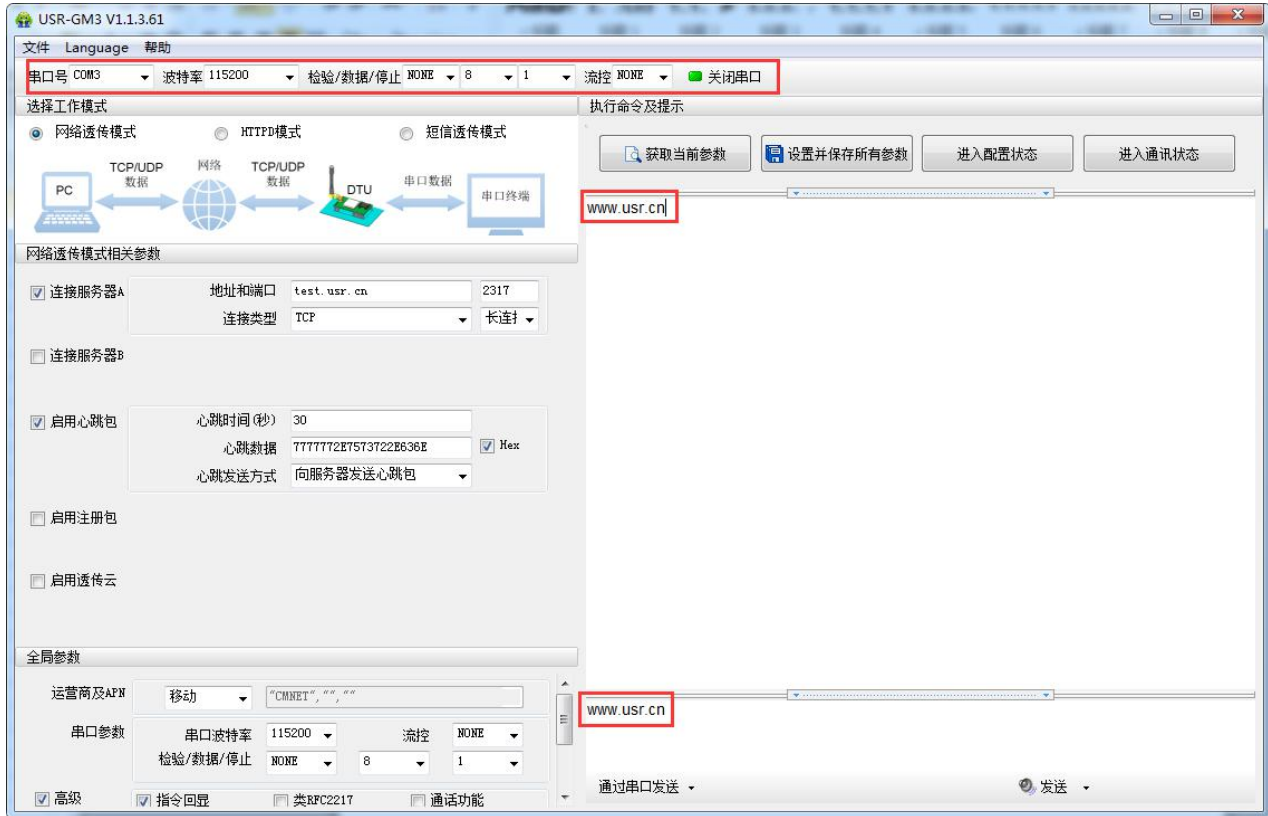 USR-GM3 V1.1.3.61
文件 Language 帮助
串口号 COM3 波特率 115200 检验/数据/停止 NONE 8 1 流控 NONE 关闭串口
选择工作模式
网络透传模式 HTTPD模式 短信透传模式
PC
TCP/UDP
数据
网络
TCP/UDP
数据
DTU
串口数据
串口终端
网络透传模式相关参数
连接服务器A 地址和端口 test.usr.cn 2317
连接类型 TCP 长连接
连接服务器B
启用心跳包 心跳时间(秒) 30
心跳数据 7777772E7573722E636E Hex
心跳发送方式 向服务器发送心跳包
启用注册包
启用透传云
全局参数
运营商及APN 移动 "CMNET","",""
串口参数 串口波特率 115200 流控 NONE
检验/数据/停止 NONE 8 1
高级 指令回显 类RFC2217 通话功能
执行命令及提示
获取当前参数 设置并保存所有参数 进入配置状态 进入通讯状态
www.usr.cn
www.usr.cn
通过串口发送 发送